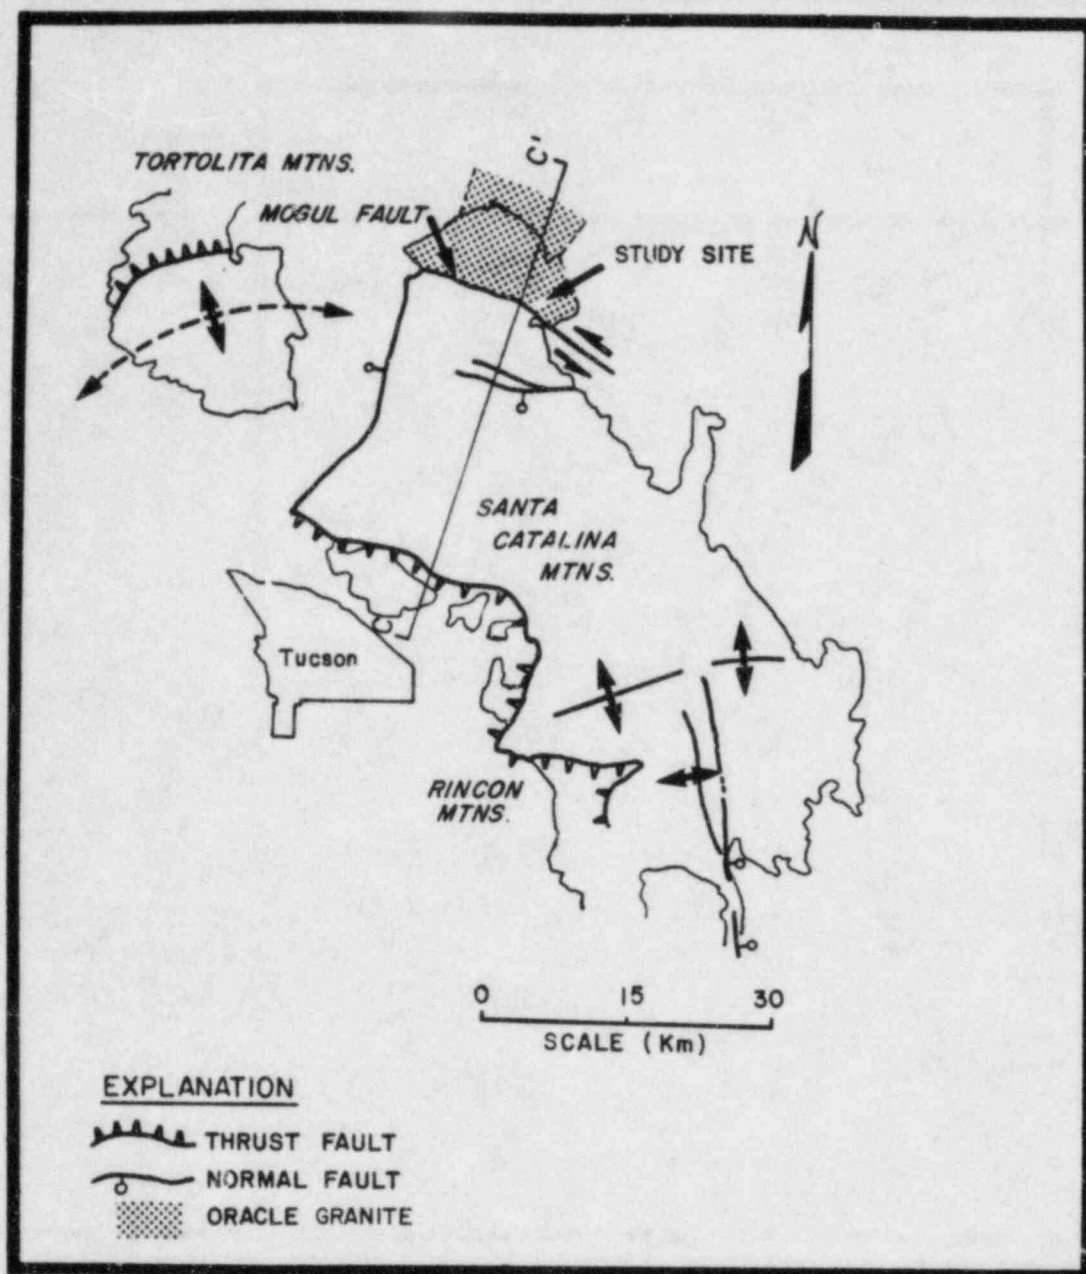 TORTOLITA MTNS.
C'
MOGUL FAULT
STUDY SITE
N
SANTA
CATALINA
MTNS.
C
Tucson
RINCON
MTNS.
0 15 30
SCALE (Km)
EXPLANATION
THRUST FAULT
NORMAL FAULT
ORACLE GRANITE